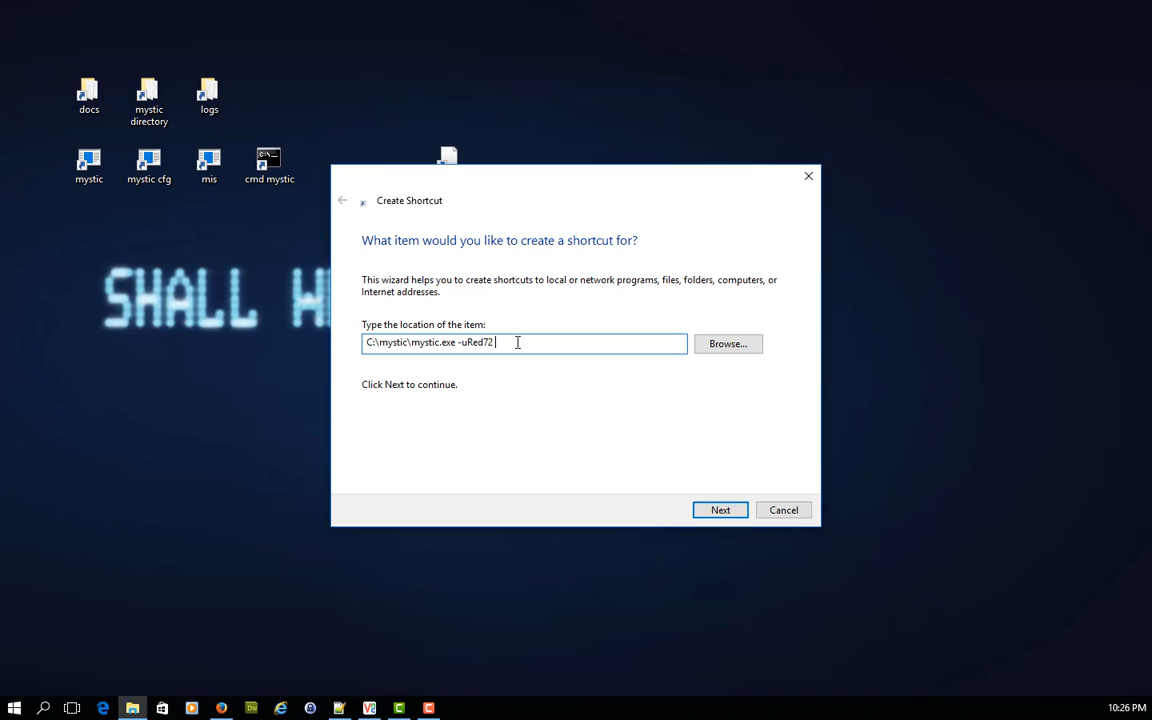 docs
mystic directory
logs
mystic
mystic cfg
mis
C:\_
cmd mystic
SHALL W
Create Shortcut
What item would you like to create a shortcut for?
This wizard helps you to create shortcuts to local or network programs, files, folders, computers, or
Internet addresses.
Type the location of the item:
C:\mystic\mystic.exe -uRed72
Browse...
Click Next to continue.
Next
Cancel
Dw
V2
10:26 PM